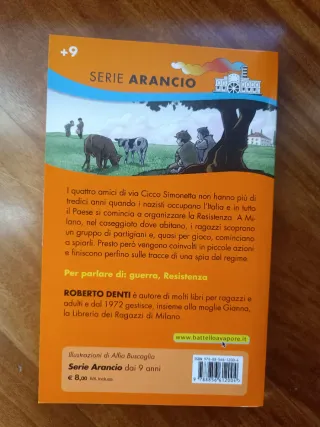 +9
SERIE ARANCIO
I quattro amici di via Cicco Simonetta non hanno più di
tredici anni quando i nazisti occupano l'Italia e in tutto
il Paese si comincia a organizzare la Resistenza. A Mi-
lano, nel caseggiato dove abitano, i ragazzi scoprono
un gruppo di partigiani e, quasi per gioco, cominciano
a spiarli. Presto però vengono coinvolti in piccole azioni
e finiscono perfino sulle tracce di una spia del regime.
Per parlare di: guerra, Resistenza
ROBERTO DENTI è autore di molti libri per ragazzi e
adulti e dal 1972 gestisce, insieme alla moglie Gianna,
la Libreria dei Ragazzi di Milano.
www.battelloavapore.it
Illustrazioni di Alfio Buscaglia
Serie Arancio dai 9 anni
€ 8,00